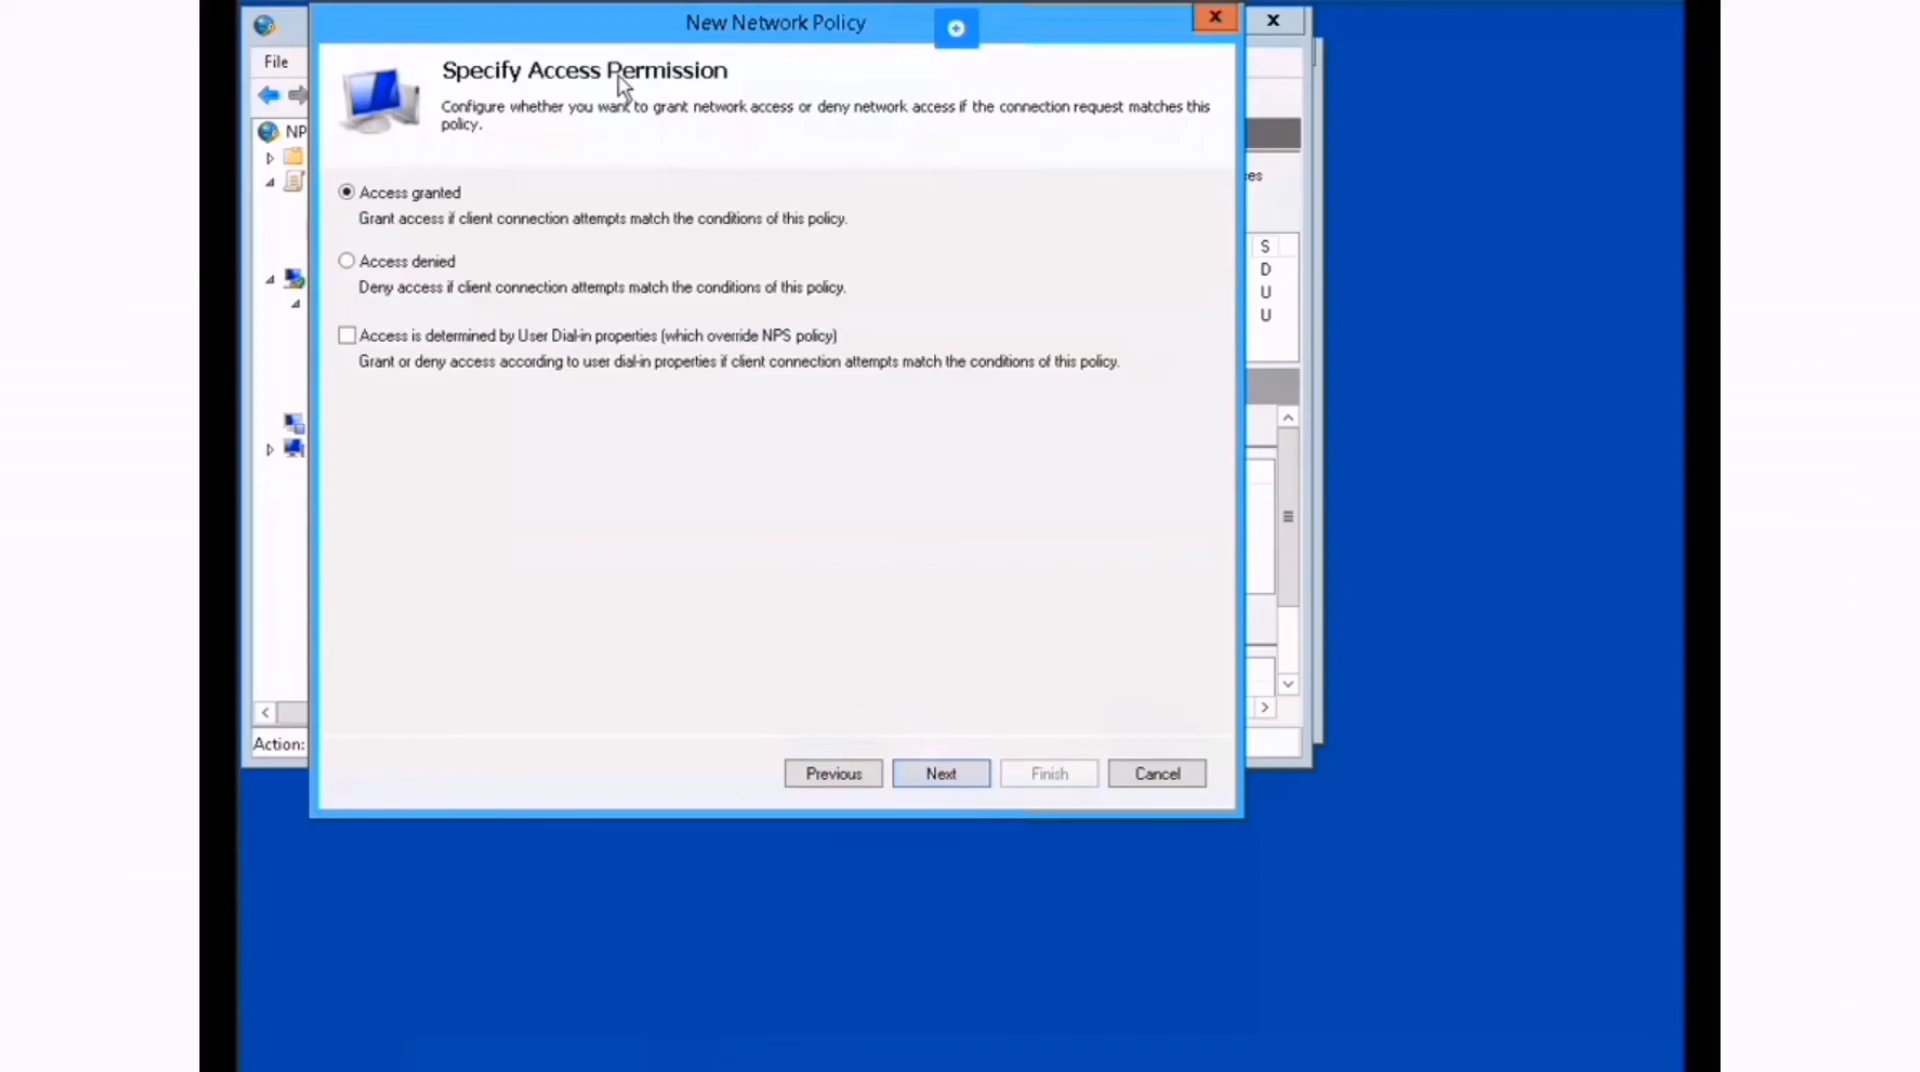 New Network Policy
x
x
File
Specify Access Permission
Configure whether you want to grant network access or deny network access if the connection request matches this
policy.
NP
Access granted
es
Grant access if client connection attempts match the conditions of this policy.
S
Access denied
D
Deny access if client connection attempts match the conditions of this policy.
U
U
Access is determined by User Dial-in properties (which override NPS policy)
Grant or deny access according to user dial-in properties if client connection attempts match the conditions of this policy.
Action:
Previous
Next
Finish
Cancel